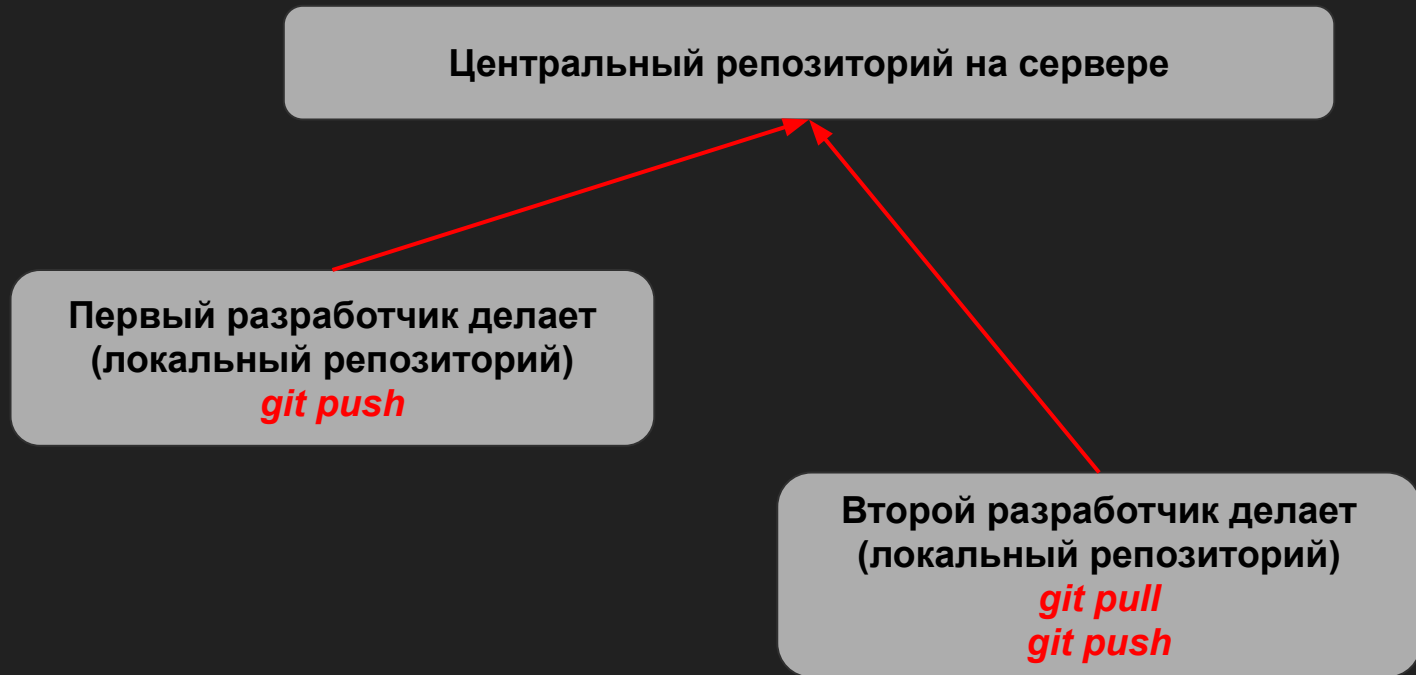 Центральный репозиторий на сервере
Первый разработчик делает
(локальный репозиторий)
git push
Второй разработчик делает
(локальный репозиторий)
git pull
git push